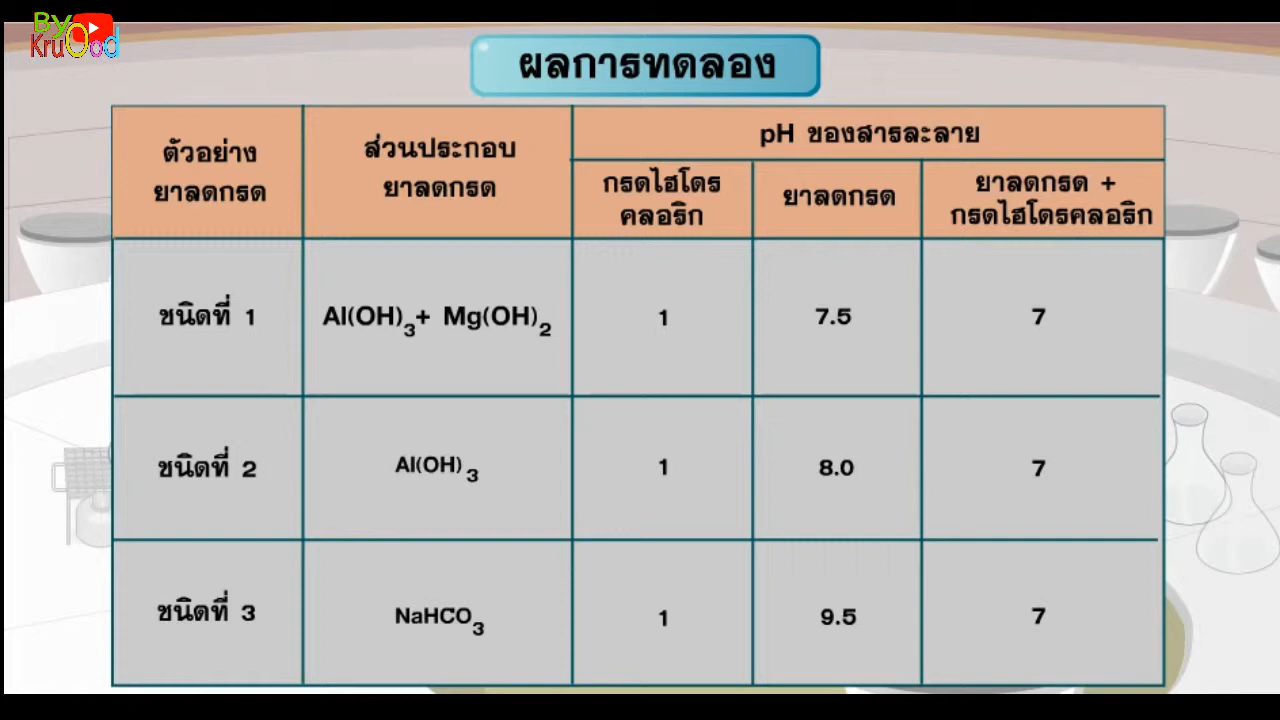 By
KruOod
ผลการทดลอง
ตัวอย่าง
ยาลดกรด
ส่วนประกอบ
ยาลดกรด
pH ของสารละลาย
กรดไฮโดร
คลอริก
ยาลดกรด
ยาลดกรด +
กรดไฮโดรคลอริก
ชนิดที่ 1
Al(OH)3+ Mg(OH)2
1
7.5
7
ชนิดที่ 2
Al(OH)3
1
8.0
7
ชนิดที่ 3
NaHCO3
1
9.5
7